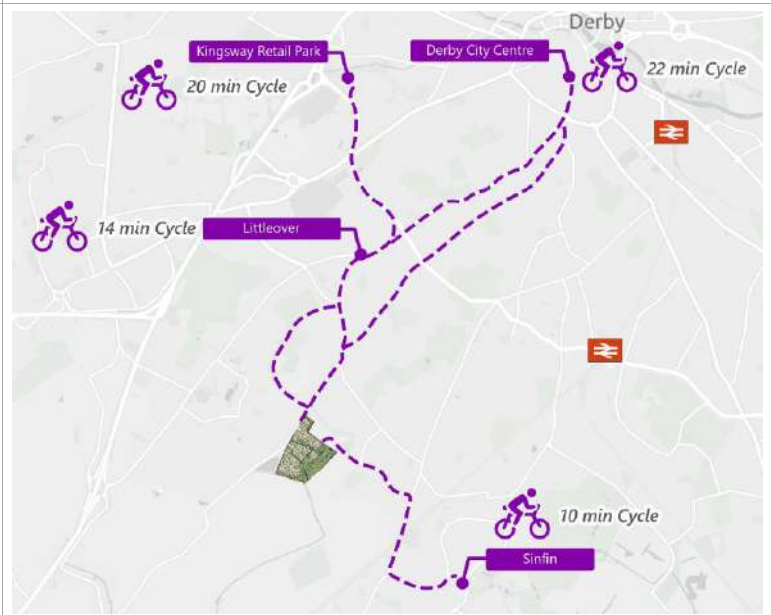 Derby
Kingsway Retail Park
Derby City Centre
20 min Cycle
22 min Cycle
14 min Cycle
Littleover
10 min Cycle
Sinfin